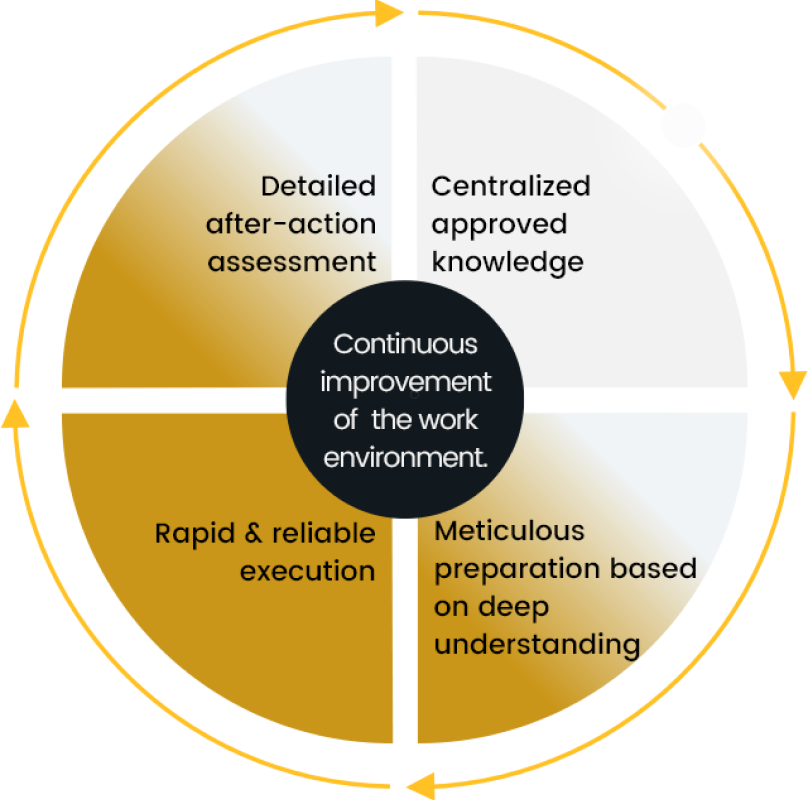 Detailed
after-action
assessment
Centralized
approved
knowledge
Continuous
improvement
of the work
environment.
Rapid & reliable
execution
Meticulous
preparation based
on deep
understanding